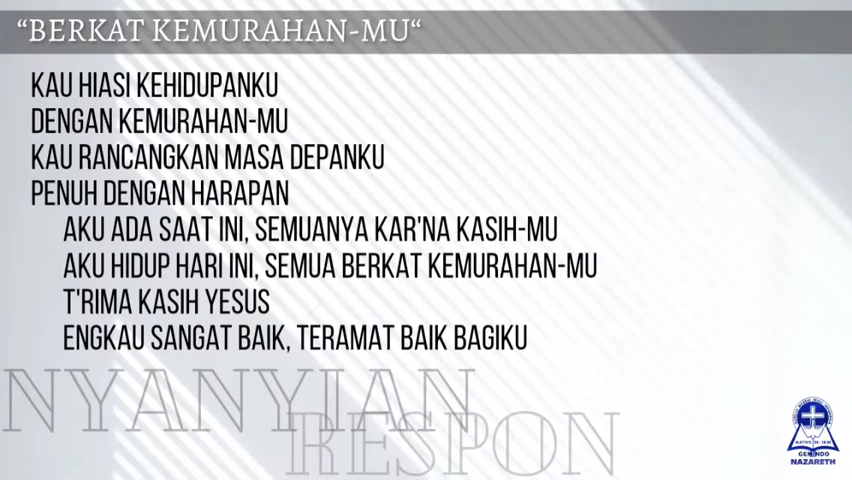 “BERKAT KEMURAHAN-MU“
KAU HIASI KEHIDUPANKU
DENGAN KEMURAHAN-MU
KAU RANCANGKAN MASA DEPANKU
PENUH DENGAN HARAPAN
AKU ADA SAAT INI, SEMUANYA KAR'NA KASIH-MU
AKU HIDUP HARI INI, SEMUA BERKAT KEMURAHAN-MU
T'RIMA KASIH YESUS
ENGKAU SANGAT BAIK, TERAMAT BAIK BAGIKU
NYANYIAN
RESPON
NAZARETH